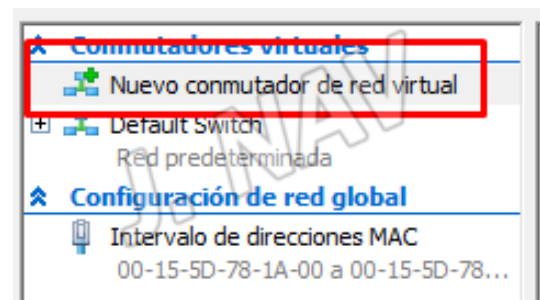 Conmutadores virtuales
Nuevo conmutador de red virtual
Default Switch
Red predeterminada
Configuración de red global
Intervalo de direcciones MAC
00-15-5D-78-1A-00 a 00-15-5D-78...
J. NAV